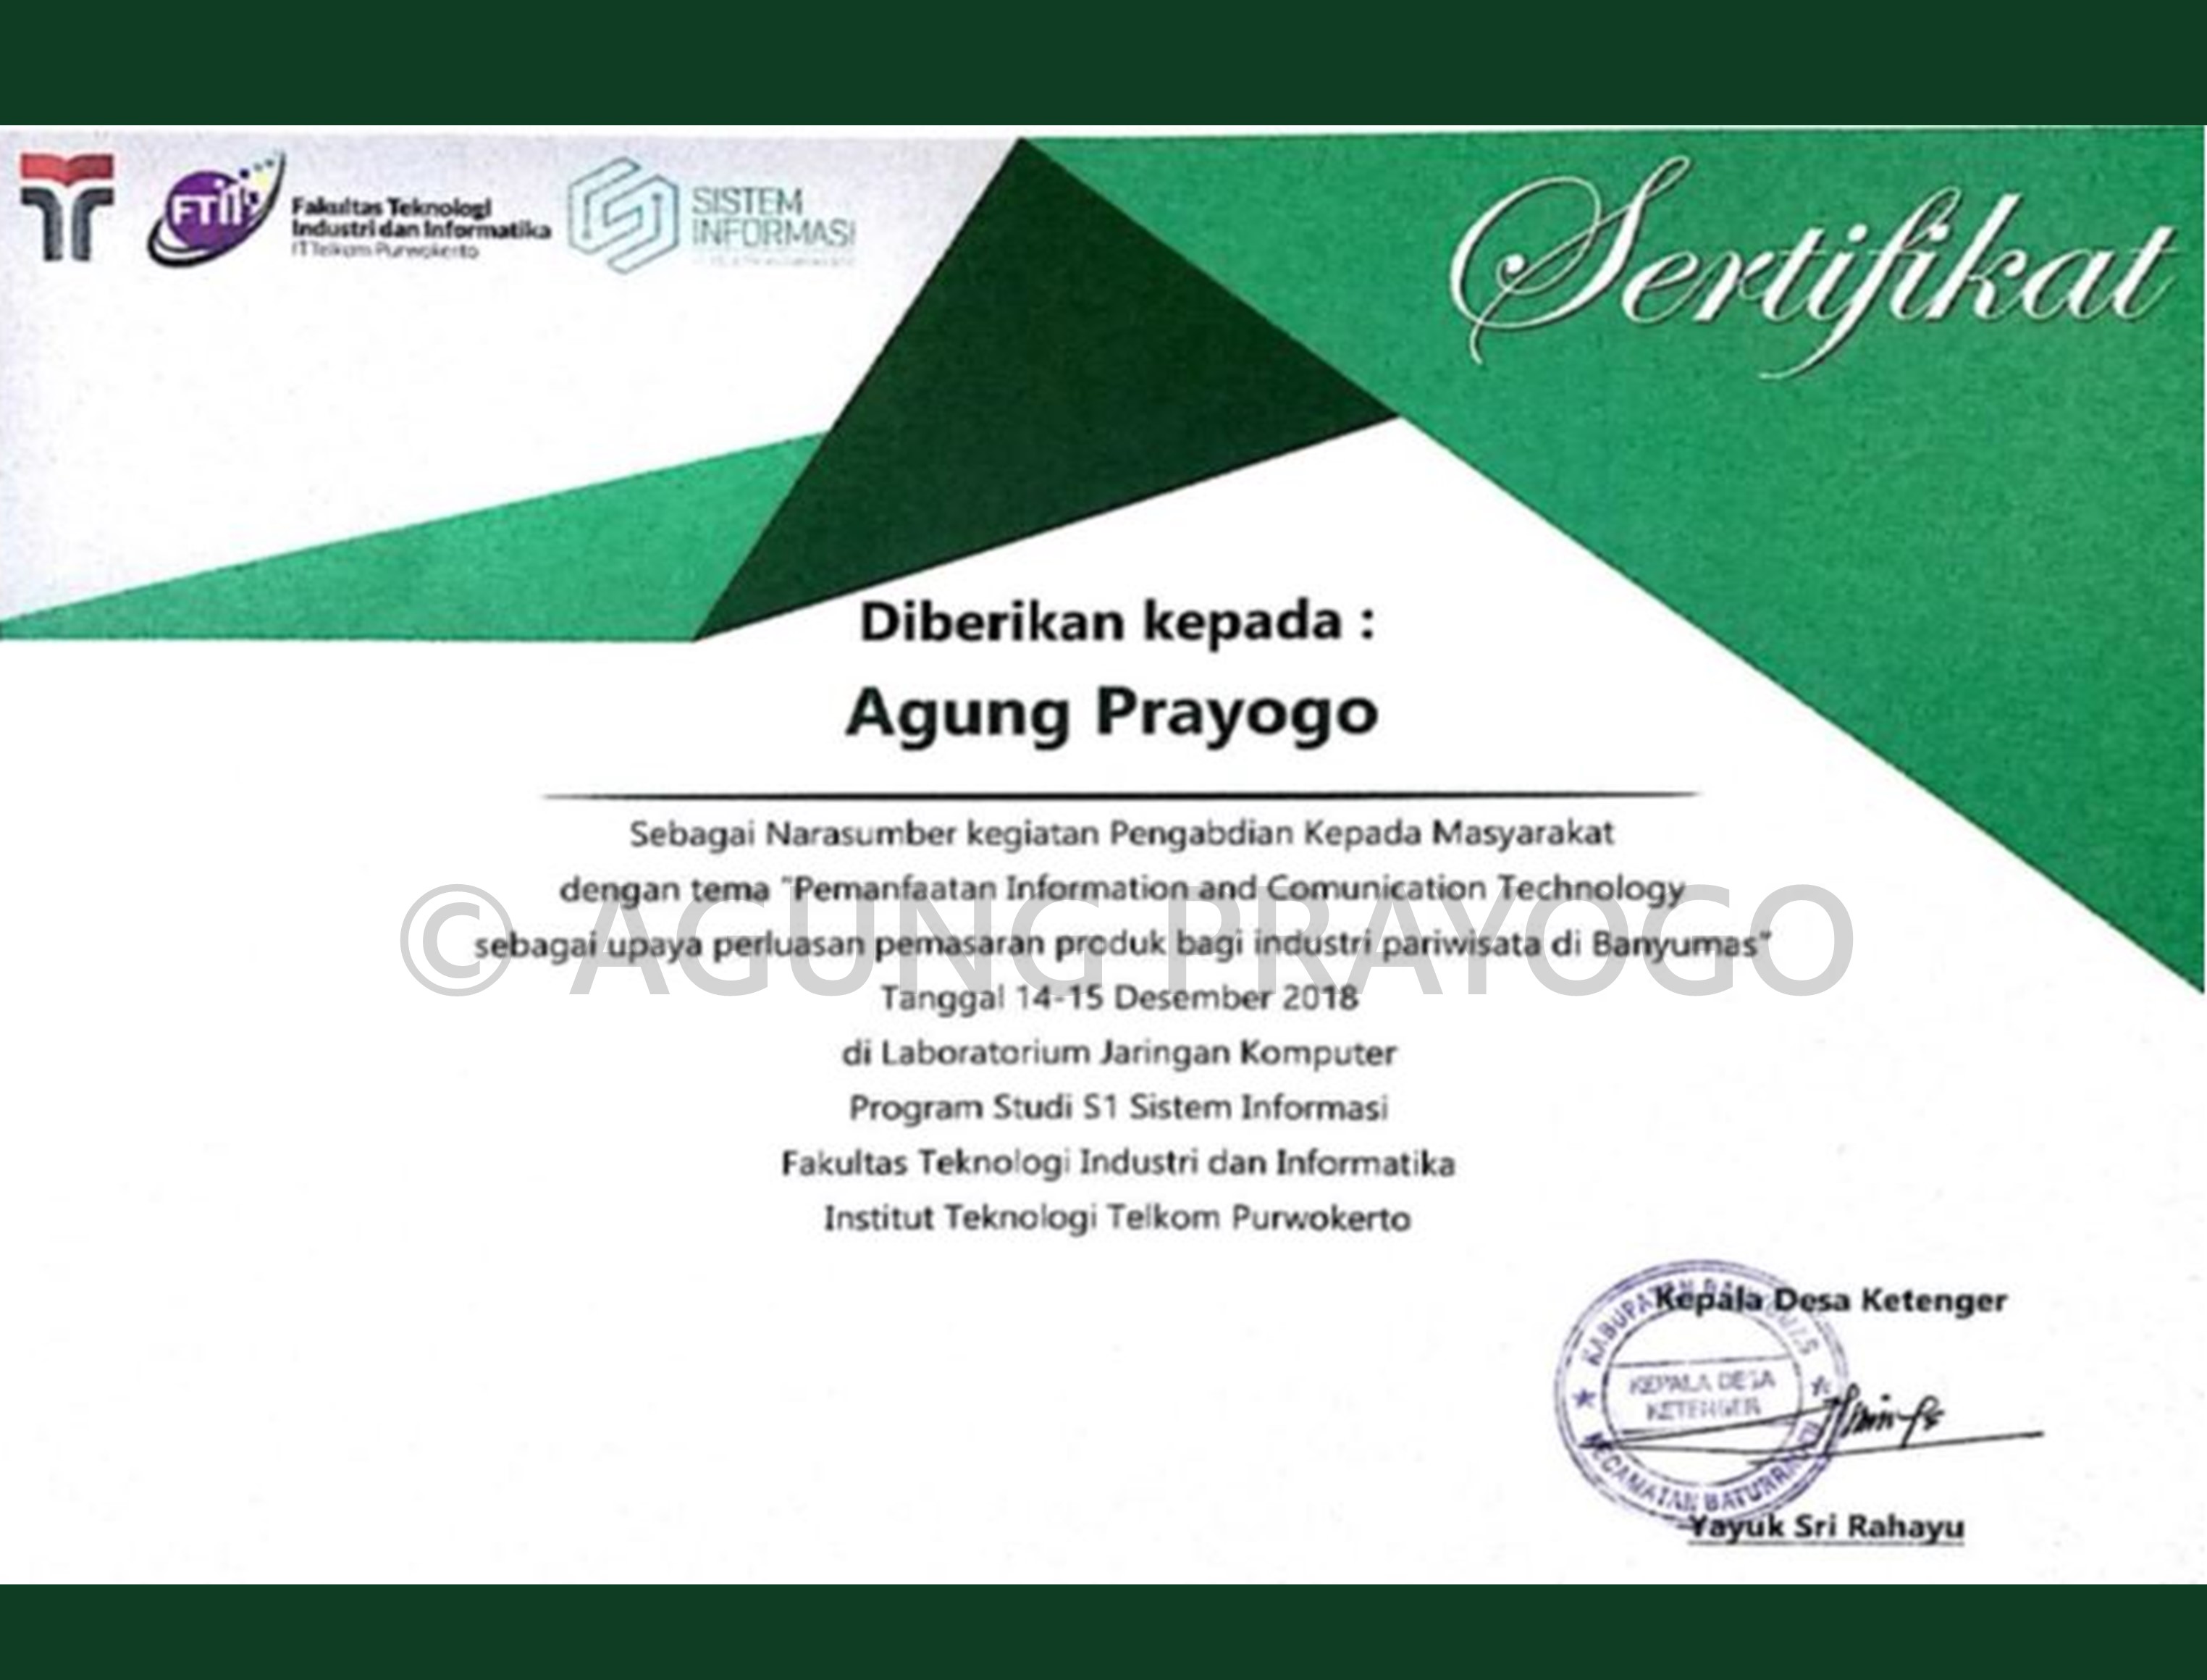 FTII
Fakultas Teknologi
Industri dan Informatika
IT Telkom Purwokerto
SISTEM
INFORMASI
Sertifikat
Diberikan kepada :
Agung Prayogo
Sebagai Narasumber kegiatan Pengabdian Kepada Masyarakat
dengan tema "Pemanfaatan Information and Comunication Technology
sebagai upaya perluasan pemasaran produk bagi industri pariwisata di Banyumas"
© AGUNG PRAYOGO
Tanggal 14-15 Desember 2018
di Laboratorium Jaringan Komputer
Program Studi S1 Sistem Informasi
Fakultas Teknologi Industri dan Informatika
Institut Teknologi Telkom Purwokerto
Kepala Desa Ketenger
KABUPATEN
KEPALA DESA
KETENGER
KECAMATAN
Yayuk Sri Rahayu